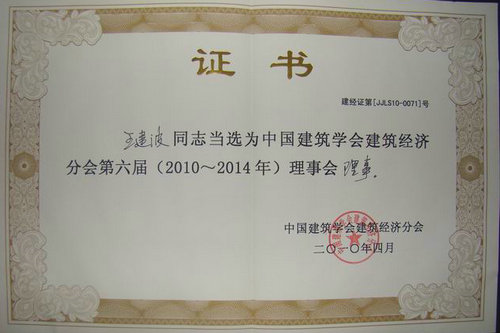 证书
建经证第[JJLS10-0071]号
王建波同志当选为中国建筑学会建筑经济
分会第六届（2010～2014年）理事会理事.
中国建筑学会建筑经济分会
二〇一〇年四月